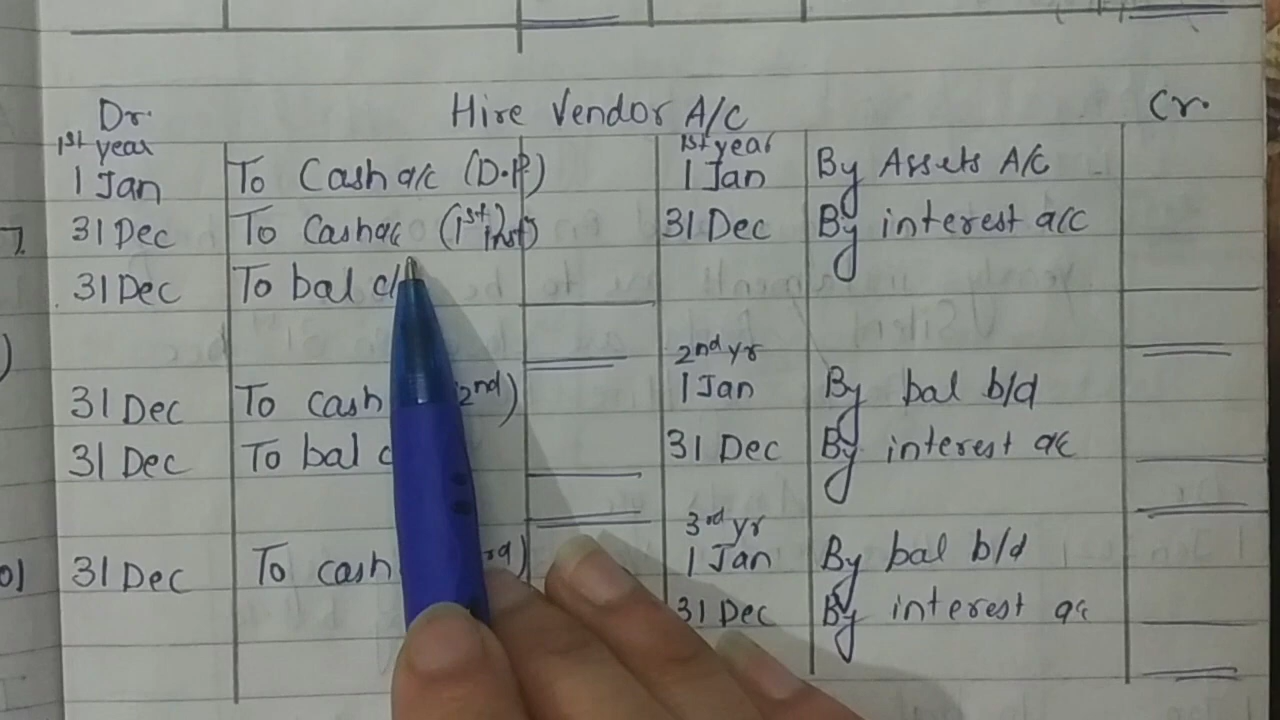 Dr. Hire Vendor A/C Cr.
1st year 1st year
1 Jan To Cash a/c (D.P) 1 Jan By Assets A/C
31 Dec To Cash a/c (1st inst) 31 Dec By interest a/c
31 Dec To bal c/
2nd yr
1 Jan By bal b/d
31 Dec To cash 2nd)
31 Dec To bal 31 Dec By interest a/c
3rd yr
31 Dec To cash rd) 1 Jan By bal b/d
31 Dec By interest a/c